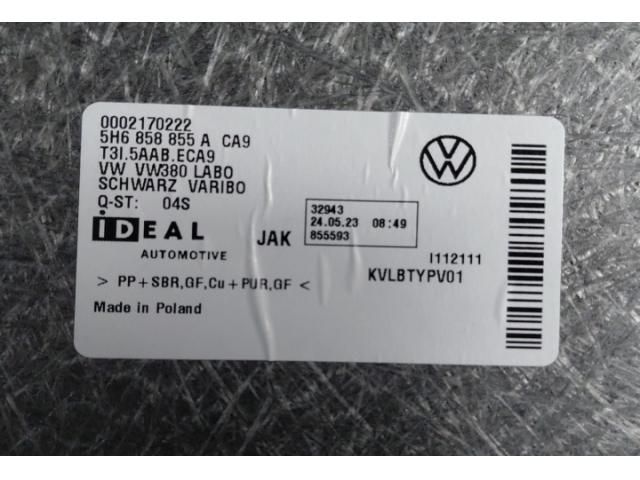 0002170222
5H6 858 855 A CA9
T3I.5AAB.ECA9
VW VW380 LABO
SCHWARZ VARIBO
Q-ST: 04S
iDEAL
AUTOMOTIVE
JAK
32943
24.05.23 08:49
855593
I112111
KVLBTYPV01
> PP+SBR,GF,Cu+PUR,GF <
Made in Poland